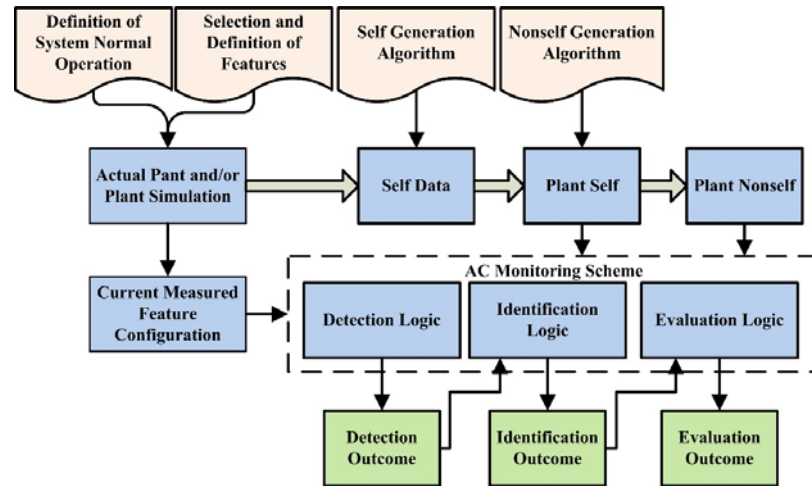 Definition of
System Normal
Operation
Selection and
Definition of
Features
Self Generation
Algorithm
Nonself Generation
Algorithm
Actual Pant and/or
Plant Simulation
Self Data
Plant Self
Plant Nonself
Current Measured
Feature
Configuration
AC Monitoring Scheme
Detection Logic
Identification
Logic
Evaluation Logic
Detection
Outcome
Identification
Outcome
Evaluation
Outcome